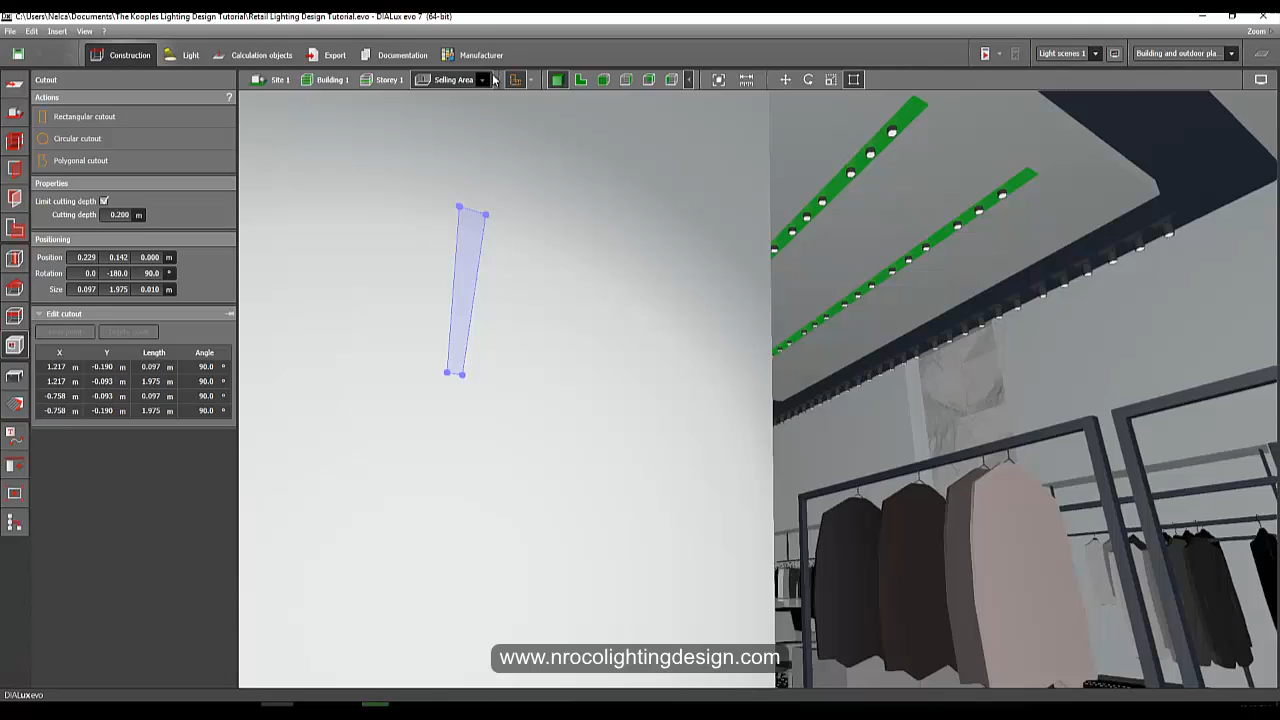 C:\Users\Nelca\Documents\The Kooples Lighting Design Tutorial\Retail Lighting Design Tutorial.evo - DIALux evo 7 (64-bit)
File Edit Insert View ? Zoom
Construction Light Calculation objects Export Documentation Manufacturer Light scenes 1 Building and outdoor pla...
Cutout Site 1 Building 1 Storey 1 Selling Area
Actions ?
Rectangular cutout
Circular cutout
Polygonal cutout
Properties
Limit cutting depth
Cutting depth 0.200 m
Positioning
Position 0.229 0.142 0.000 m
Rotation 0.0 -180.0 90.0 °
Size 0.097 1.975 0.010 m
Edit cutout
X Y Length Angle
1.217 m -0.190 m 0.097 m 90.0 °
1.217 m -0.093 m 1.975 m 90.0 °
-0.758 m -0.093 m 0.097 m 90.0 °
-0.758 m -0.190 m 1.975 m 90.0 °
www.nrocolightingdesign.com
DIALux evo